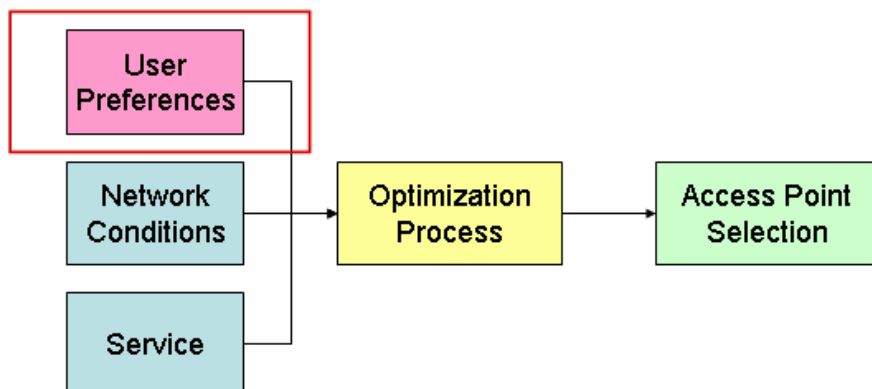 User
Preferences
Network
Conditions
Optimization
Process
Access Point
Selection
Service